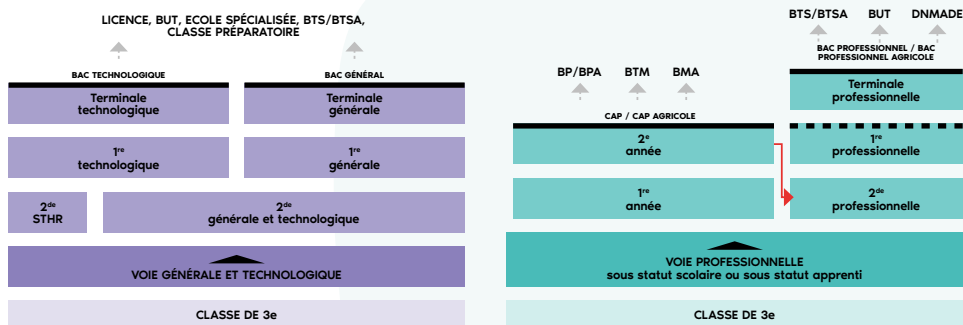 LICENCE, BUT, ECOLE SPÉCIALISÉE, BTS/BTSA,
CLASSE PRÉPARATOIRE
BAC TECHNOLOGIQUE
BAC GÉNÉRAL
Terminale
technologique
Terminale
générale
1re
technologique
1re
générale
2de
STHR
2de
générale et technologique
VOIE GÉNÉRALE ET TECHNOLOGIQUE
CLASSE DE 3e
BTS/BTSA
BUT
DNMADE
BAC PROFESSIONNEL / BAC
PROFESSIONNEL AGRICOLE
BP/BPA
BTM
BMA
CAP / CAP AGRICOLE
Terminale
professionnelle
2e
année
1re
professionnelle
1re
année
2de
professionnelle
VOIE PROFESSIONNELLE
sous statut scolaire ou sous statut apprenti
CLASSE DE 3e